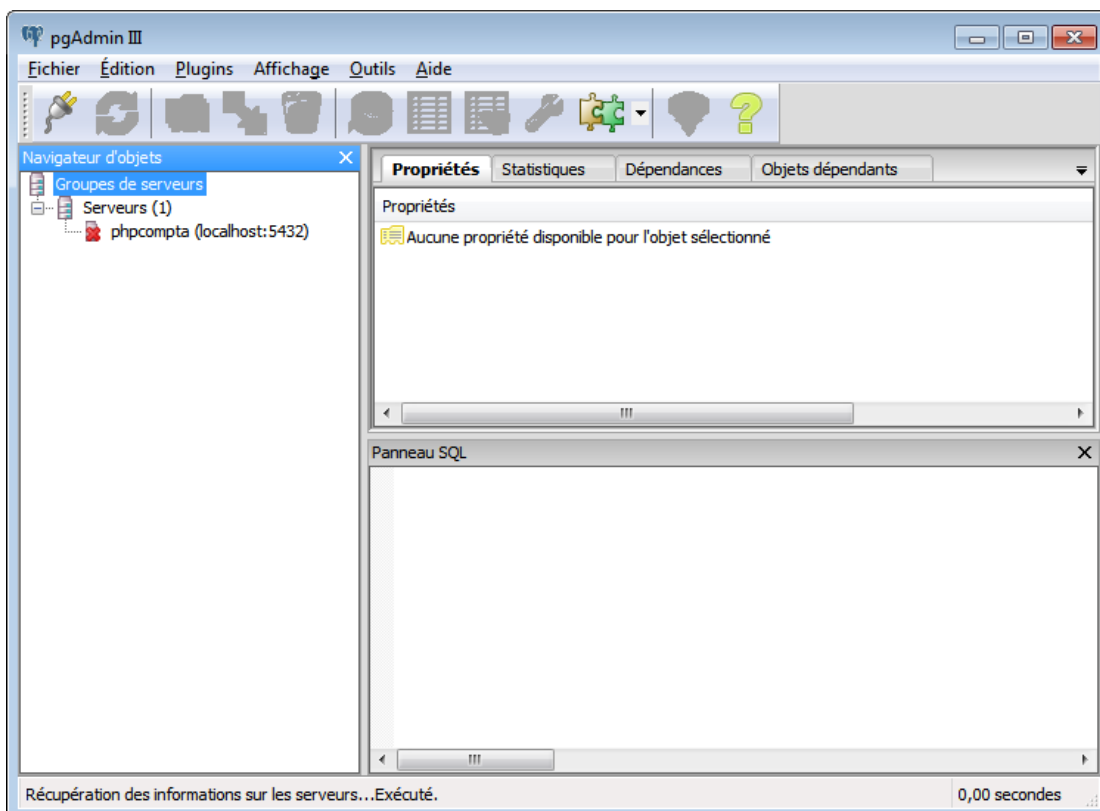 pgAdmin III
Fichier Édition Plugins Affichage Outils Aide
Navigateur d'objets
Groupes de serveurs
Serveurs (1)
phpcompta (localhost:5432)
Propriétés Statistiques Dépendances Objets dépendants
Propriétés
Aucune propriété disponible pour l'objet sélectionné
Panneau SQL
Récupération des informations sur les serveurs...Exécuté. 0,00 secondes